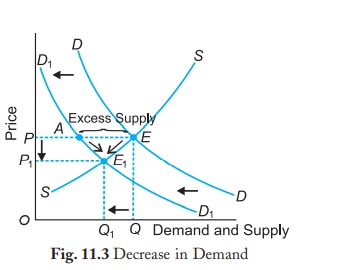 D
D₁
S
Excess Supply
Price
P
A
E
P₁
E₁
S
D
D₁
O
Q₁ Q Demand and Supply
Fig. 11.3 Decrease in Demand